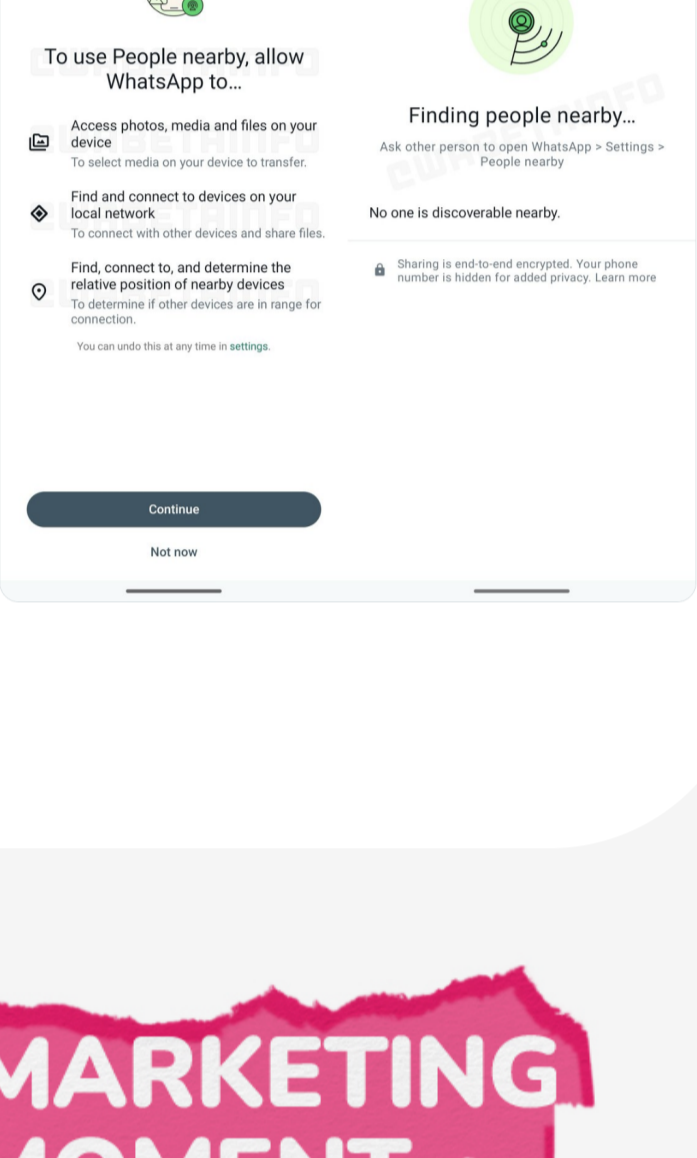 To use People nearby, allow
WhatsApp to...
Access photos, media and files on your
device
To select media on your device to transfer.
Find and connect to devices on your
local network
To connect with other devices and share files.
Find, connect to, and determine the
relative position of nearby devices
To determine if other devices are in range for
connection.
You can undo this at any time in settings.
Continue
Not now
Finding people nearby...
Ask other person to open WhatsApp > Settings >
People nearby
No one is discoverable nearby.
Sharing is end-to-end encrypted. Your phone
number is hidden for added privacy. Learn more
MARKETING
MOMENT